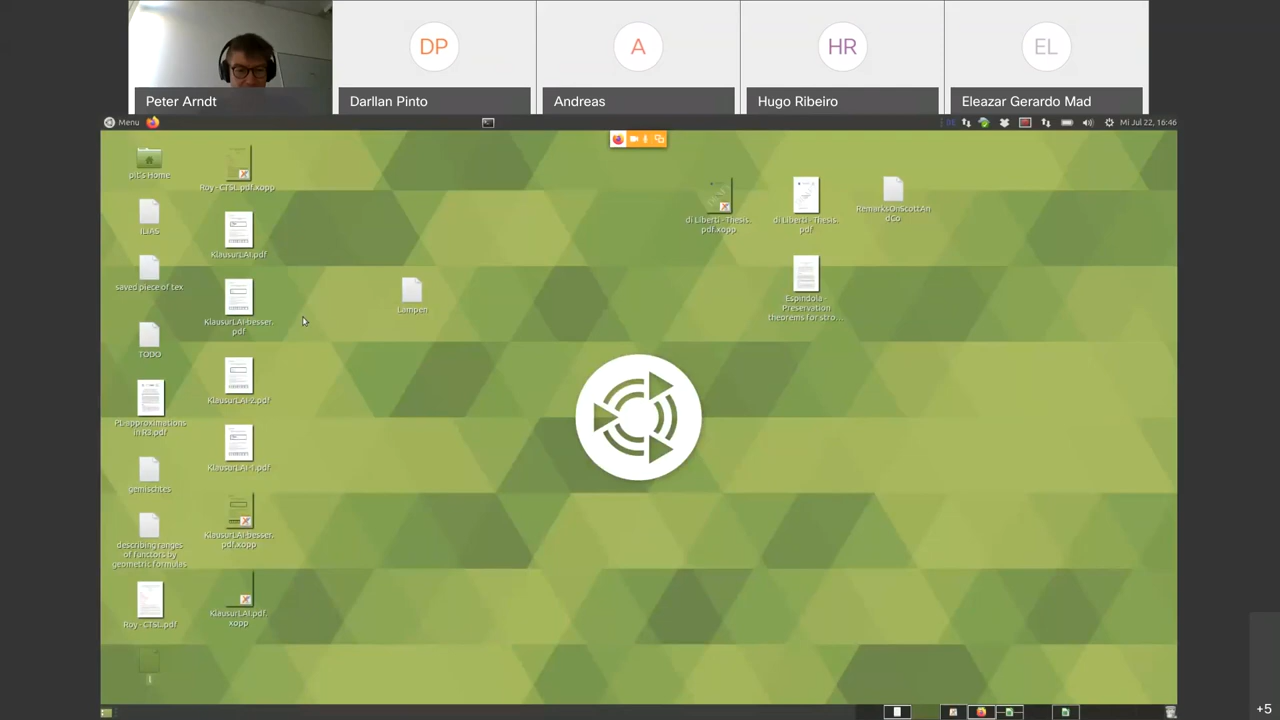 DP
A
HR
EL
Peter Arndt
Darllan Pinto
Andreas
Hugo Ribeiro
Eleazar Gerardo Mad
Menu
Mi Jul 22, 16:46
pit's Home
Roy - CTSL.pdf.xopp
ILIAS
KlausurLAI.pdf
saved piece of tex
KlausurLAI-besser.
pdf
TODO
KlausurLAI-2.pdf
PL approximations
in R3.pdf
KlausurLAI-1.pdf
gemischtes
KlausurLAI-besser.
pdf.xopp
describing ranges
of functors by
geometric formulas
KlausurLAI.pdf.
xopp
Roy - CTSL.pdf
Lampen
di Liberti - Thesis.
pdf.xopp
di Liberti - Thesis.
pdf
RemarksOnScottAn
dCo
Espindola -
Preservation
theorems for stro...
+5